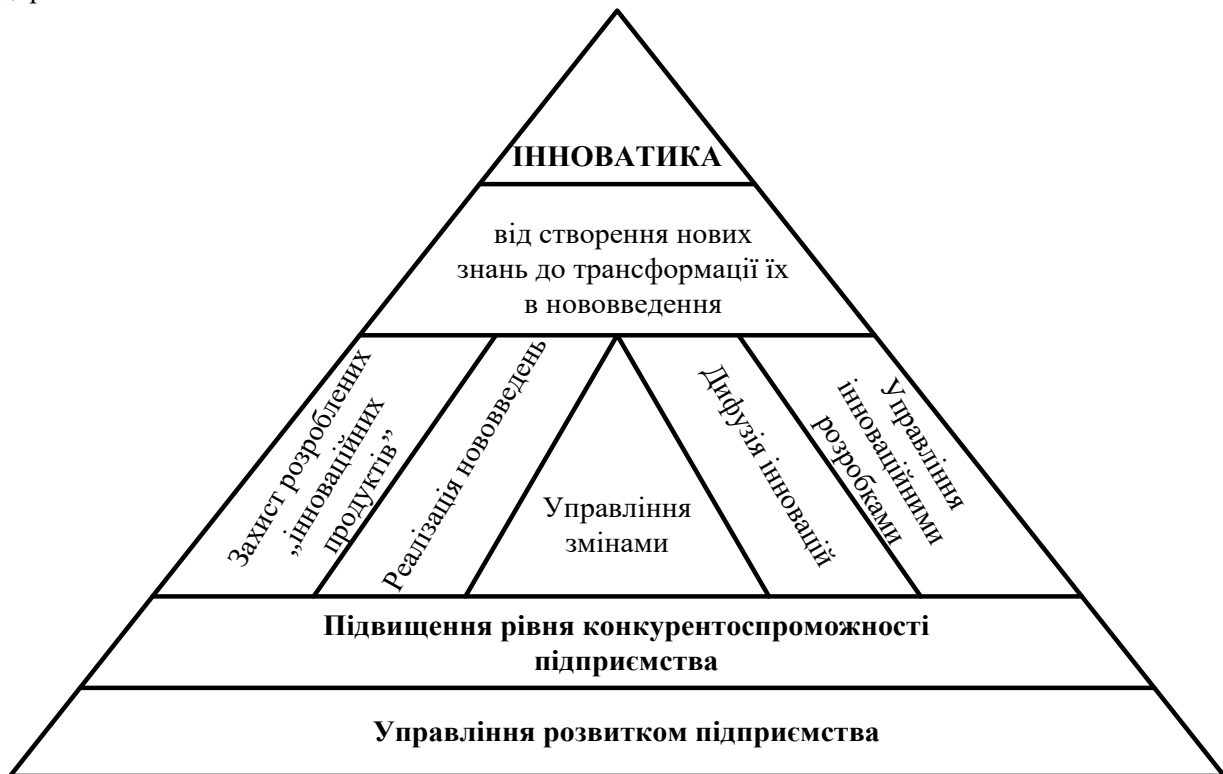 ІННОВАТИКА
від створення нових
знань до трансформації їх
в нововведення
Захист розроблених
„інноваційних
продуктів”
Реалізація нововведень
Управління
змінами
Дифузія інновацій
Управління
інноваційними
розробками
Підвищення рівня конкурентоспроможності
підприємства
Управління розвитком підприємства